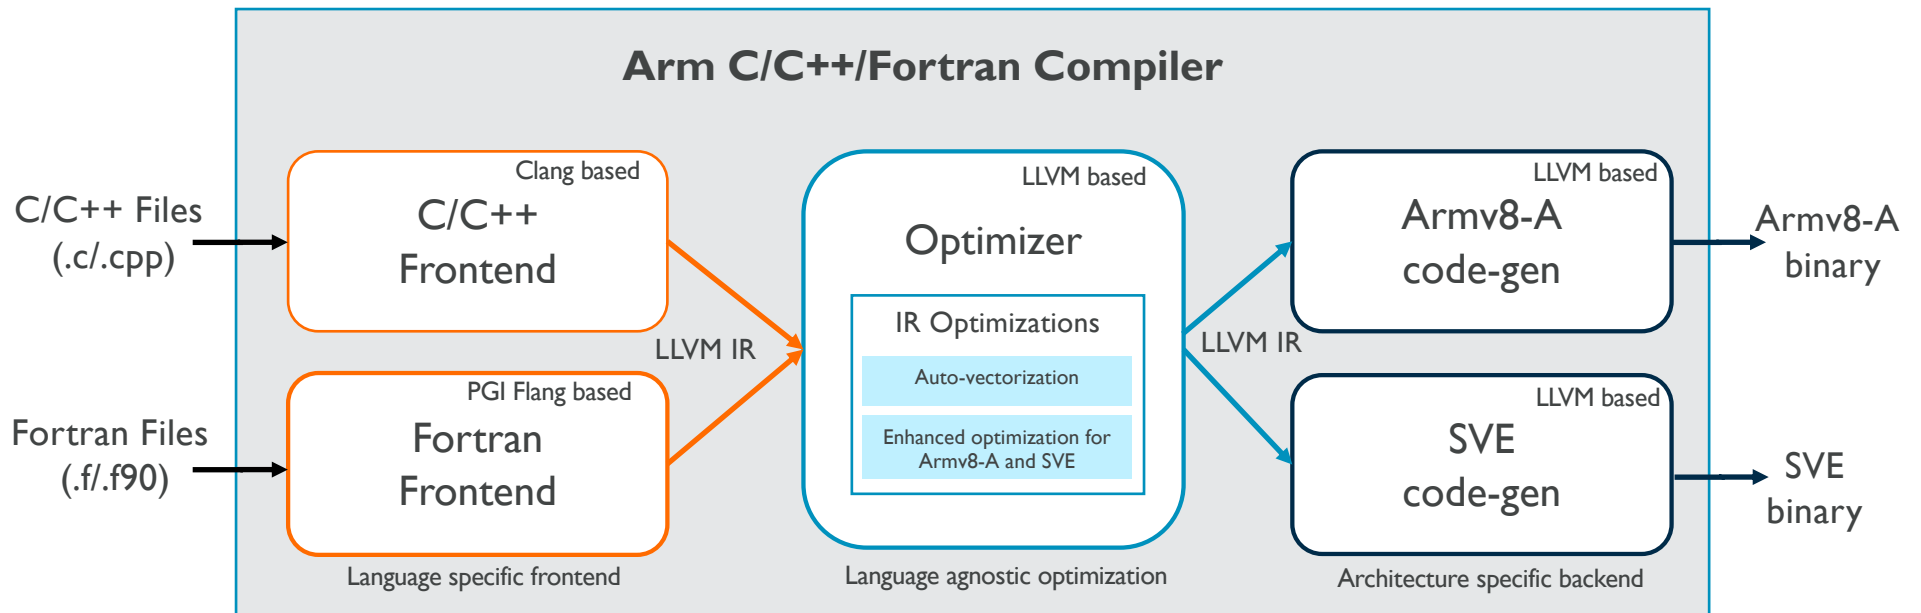 Arm C/C++/Fortran Compiler
C/C++ Files
(.c/.cpp)
Clang based
C/C++
Frontend
Fortran Files
(.f/.f90)
PGI Flang based
Fortran
Frontend
Language specific frontend
LLVM IR
LLVM based
Optimizer
IR Optimizations
Auto-vectorization
Enhanced optimization for
Armv8-A and SVE
Language agnostic optimization
LLVM IR
LLVM based
Armv8-A
code-gen
LLVM based
SVE
code-gen
Architecture specific backend
Armv8-A
binary
SVE
binary